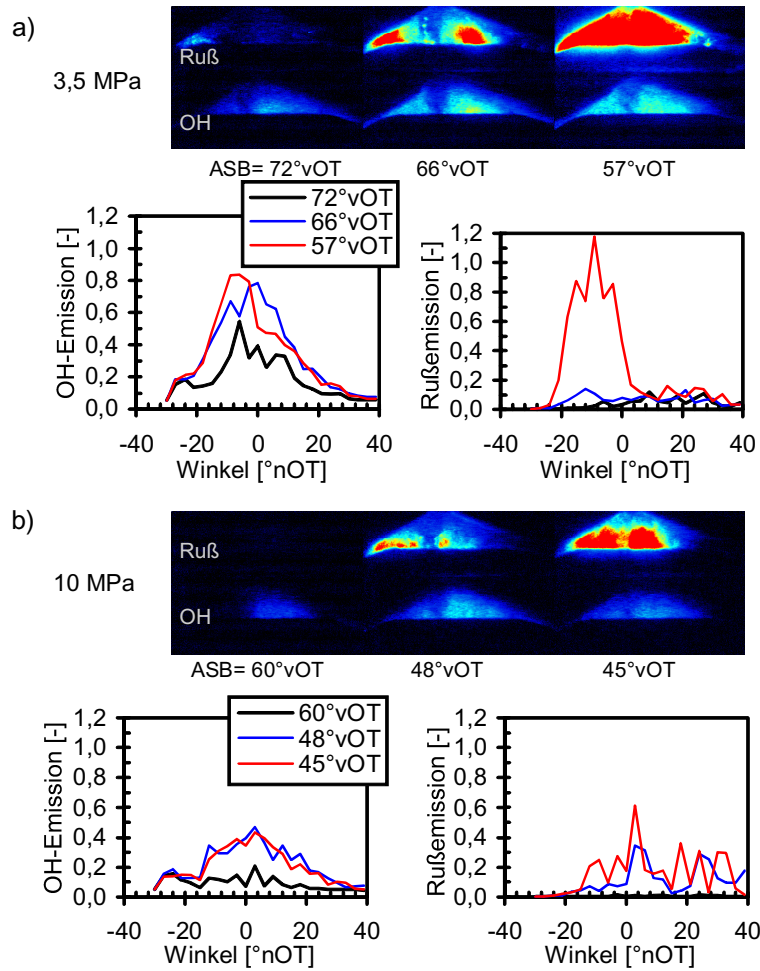 a)
3,5 MPa
Ruß
OH
ASB= 72°vOT 66°vOT 57°vOT
72°vOT
66°vOT
57°vOT
1,2
1,0
0,8
0,6
0,4
0,2
0,0
OH-Emission [-]
-40 -20 0 20 40
Winkel [°nOT]
1,2
1,0
0,8
0,6
0,4
0,2
0,0
Rußemission [-]
-40 -20 0 20 40
Winkel [°nOT]
b)
10 MPa
Ruß
OH
ASB= 60°vOT 48°vOT 45°vOT
60°vOT
48°vOT
45°vOT
1,2
1,0
0,8
0,6
0,4
0,2
0,0
OH-Emission [-]
-40 -20 0 20 40
Winkel [°nOT]
1,2
1,0
0,8
0,6
0,4
0,2
0,0
Rußemission [-]
-40 -20 0 20 40
Winkel [°nOT]